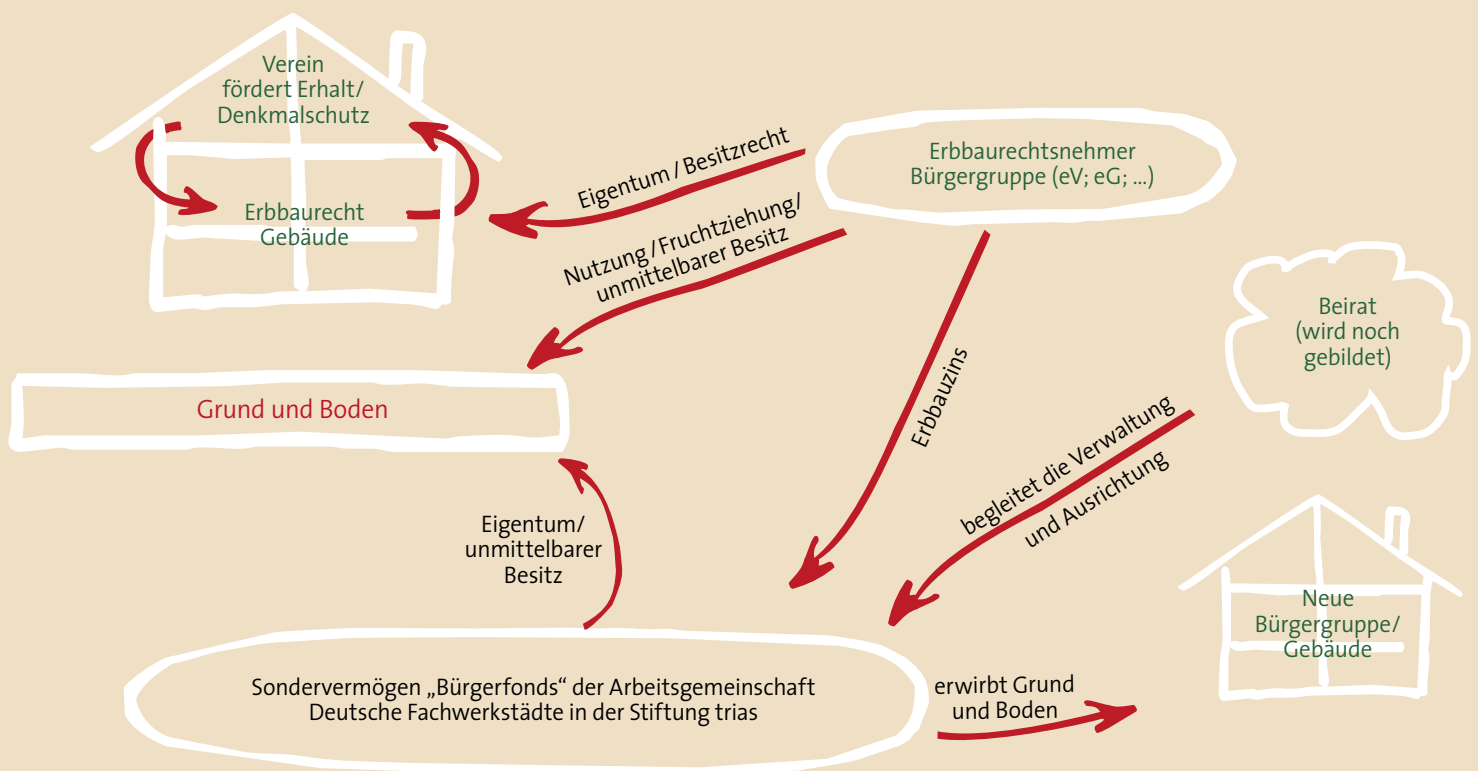 Verein
fördert Erhalt/
Denkmalschutz
Erbbaurecht
Gebäude
Eigentum / Besitzrecht
Nutzung / Fruchtziehung/
unmittelbarer Besitz
Erbbaurechtsnehmer
Bürgergruppe (eV; eG; ...)
Beirat
(wird noch
gebildet)
Grund und Boden
Erbbauzins
begleitet die Verwaltung
und Ausrichtung
Eigentum/
unmittelbarer
Besitz
Neue
Bürgergruppe/
Gebäude
Sondervermögen „Bürgerfonds“ der Arbeitsgemeinschaft
Deutsche Fachwerkstädte in der Stiftung trias
erwirbt Grund
und Boden